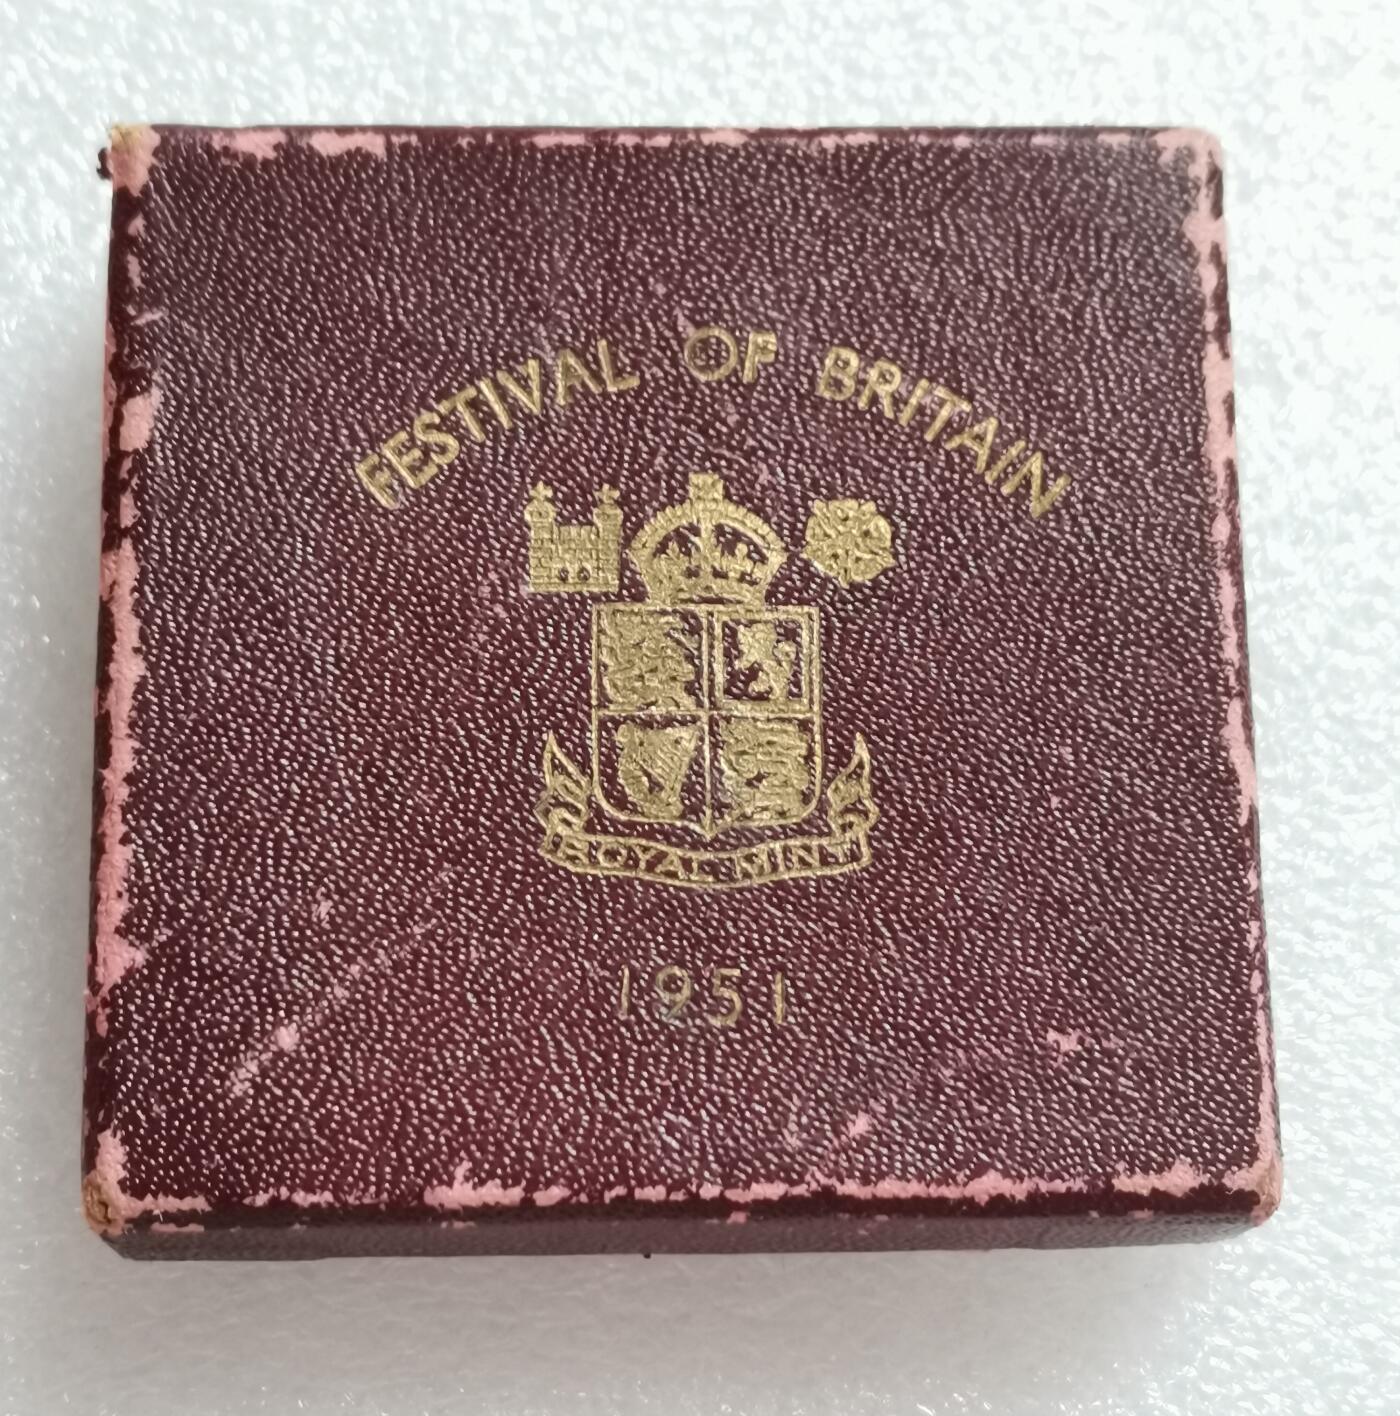 FESTIVAL OF BRITAIN
ROYAL MINT
1951